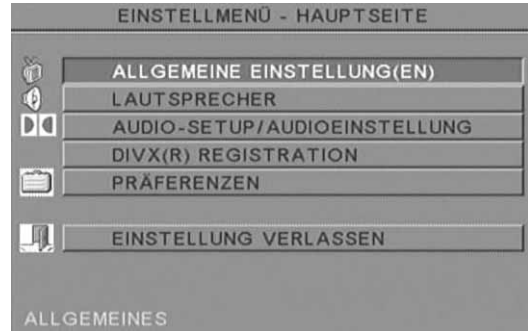 EINSTELLMENÜ - HAUPTSEITE
ALLGEMEINE EINSTELLUNG(EN)
LAUTSPRECHER
AUDIO-SETUP/AUDIOEINSTELLUNG
DIVX(R) REGISTRATION
PRÄFERENZEN
EINSTELLUNG VERLASSEN
ALLGEMEINES